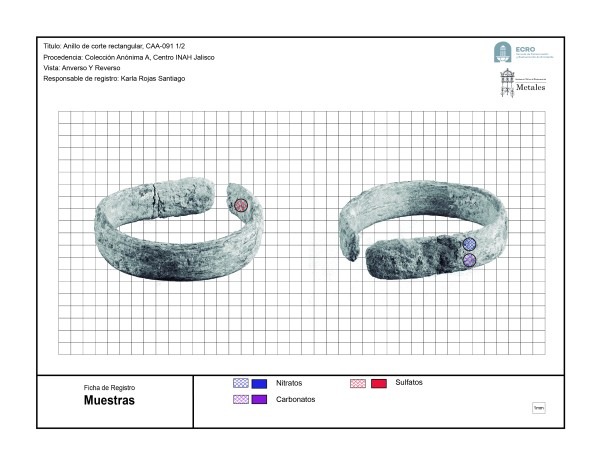 Titulo: Anillo de corte rectangular, CAA-091 1/2
Procedencia: Colección Anónima A, Centro INAH Jalisco
Vista: Anverso Y Reverso
Responsable de registro: Karla Rojas Santiago
ECRO
Metales
Ficha de Registro
Muestras
Nitratos
Sulfatos
Carbonatos
1mm